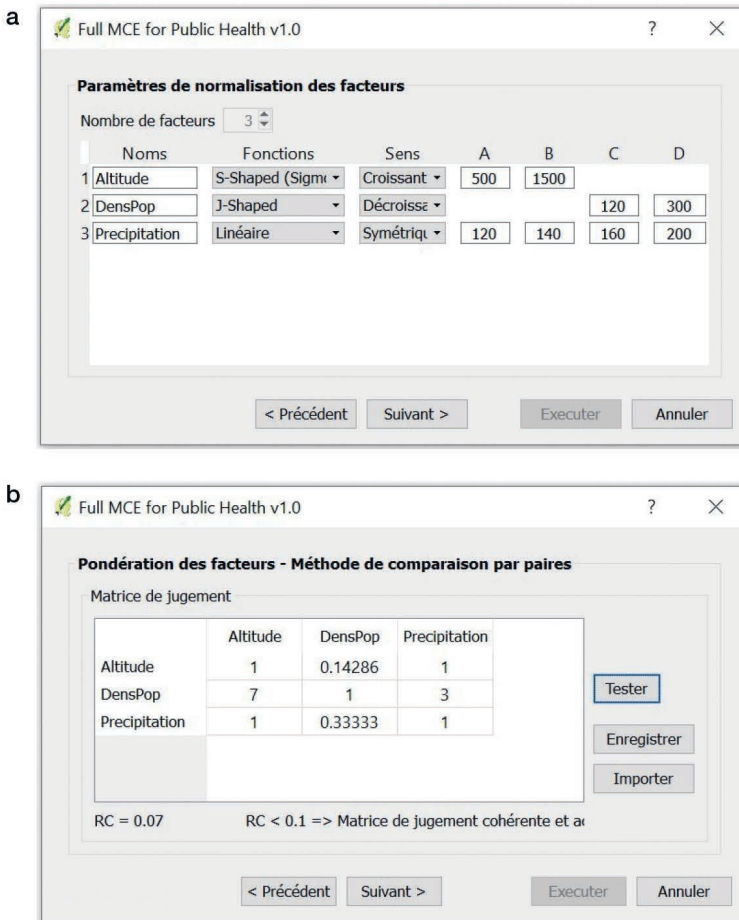 a
Full MCE for Public Health v1.0 ?
Paramètres de normalisation des facteurs
Nombre de facteurs 3
Noms Fonctions Sens A B C D
1 Altitude S-Shaped (Sigm Croissant 500 1500
2 DensPop J-Shaped Décroissa 120 300
3 Precipitation Linéaire Symétriqu 120 140 160 200
< Précédent Suivant > Executer Annuler
b
Full MCE for Public Health v1.0 ?
Pondération des facteurs - Méthode de comparaison par paires
Matrice de jugement
Altitude DensPop Precipitation
Altitude 1 0.14286 1
DensPop 7 1 3
Precipitation 1 0.33333 1
Tester
Enregistrer
Importer
RC = 0.07 RC < 0.1 => Matrice de jugement cohérente et
< Précédent Suivant > Executer Annuler